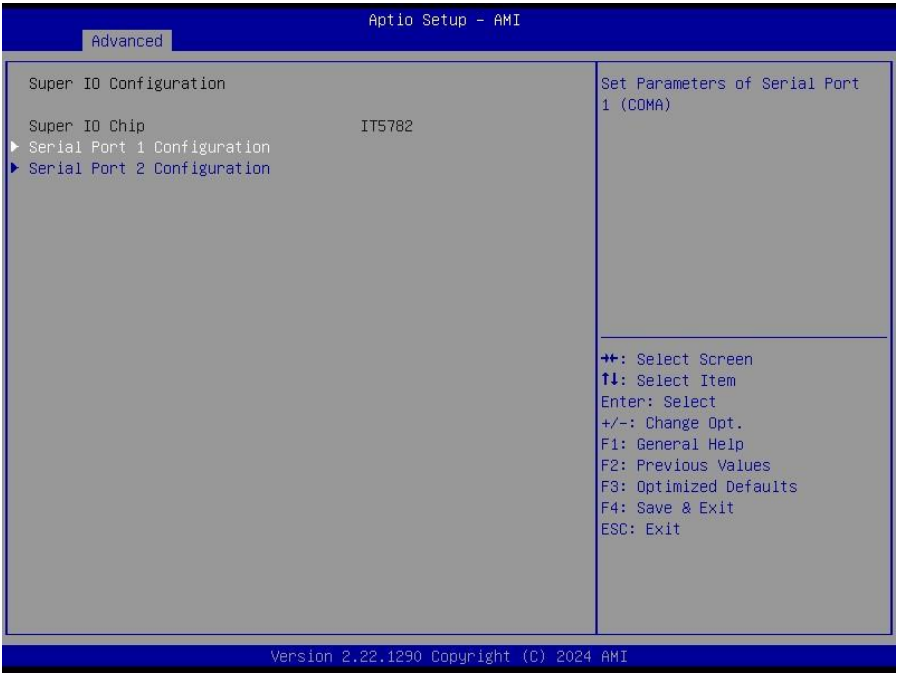 Aptio Setup – AMI
Advanced
Super IO Configuration
Super IO Chip IT5782
Serial Port 1 Configuration
Serial Port 2 Configuration
Set Parameters of Serial Port
1 (COMA)
→←: Select Screen
↑↓: Select Item
Enter: Select
+/-: Change Opt.
F1: General Help
F2: Previous Values
F3: Optimized Defaults
F4: Save & Exit
ESC: Exit
Version 2.22.1290 Copyright (C) 2024 AMI